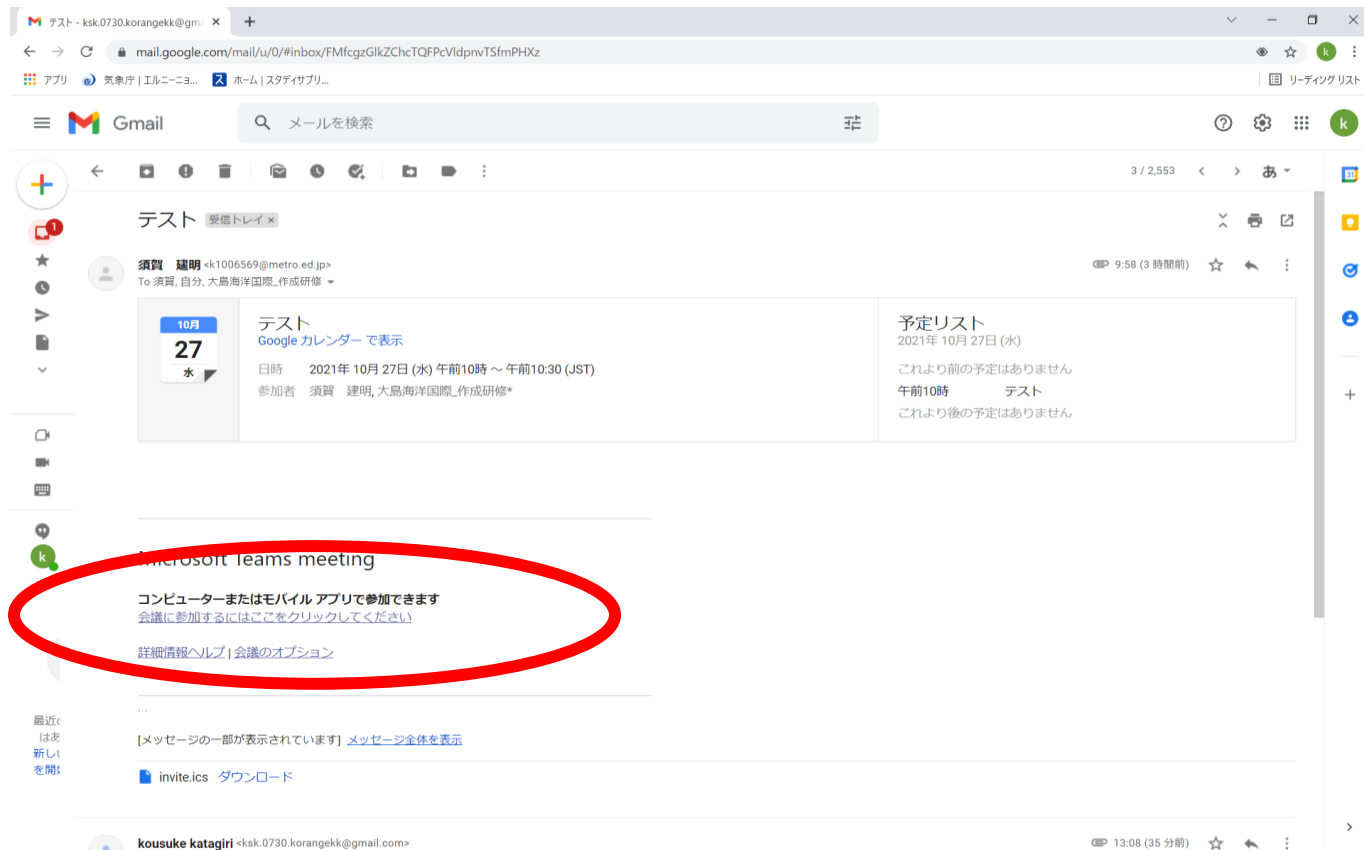 テスト - ksk.0730.korangekk@gm
mail.google.com/mail/u/0/#inbox/FMfcgzGlkZChcTQFPcVldpnvTSfmPHXz
k
アプリ 気象庁 | エルニーニョ... ホーム | スタディサプリ...
リーディング リスト
Gmail
メールを検索
k
3 / 2,553
あ
31
テスト 受信トレイ ×
1
須賀 建明 <k1006569@metro.ed.jp>
9:58 (3 時間前)
To 須賀, 自分, 大島海洋国際_作成研修
10月
27
水
テスト
Google カレンダー で表示
日時 2021年 10月 27日 (水) 午前10時 ～ 午前10:30 (JST)
参加者 須賀 建明, 大島海洋国際_作成研修*
予定リスト
2021年 10月 27日 (水)
これより前の予定はありません
午前10時 テスト
これより後の予定はありません
k
Microsoft Teams meeting
コンピューターまたはモバイル アプリで参加できます
会議に参加するにはここをクリックしてください
詳細情報ヘルプ | 会議のオプション
...
最近の
はあ
新しい
を開始
[メッセージの一部が表示されています] メッセージ全体を表示
invite.ics ダウンロード
kousuke katagiri <ksk.0730.korangekk@gmail.com>
13:08 (35 分前)